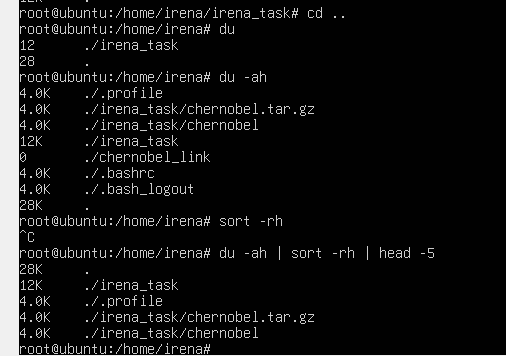 root@ubuntu:/home/irena/irena_task# cd ..
root@ubuntu:/home/irena# du
12      ./irena_task
28      .
root@ubuntu:/home/irena# du -ah
4.0K    ./.profile
4.0K    ./irena_task/chernobel.tar.gz
4.0K    ./irena_task/chernobel
12K     ./irena_task
0       ./chernobel_link
4.0K    ./.bashrc
4.0K    ./.bash_logout
28K     .
root@ubuntu:/home/irena# sort -rh
^C
root@ubuntu:/home/irena# du -ah | sort -rh | head -5
28K     .
12K     ./irena_task
4.0K    ./.profile
4.0K    ./irena_task/chernobel.tar.gz
4.0K    ./irena_task/chernobel
root@ubuntu:/home/irena#